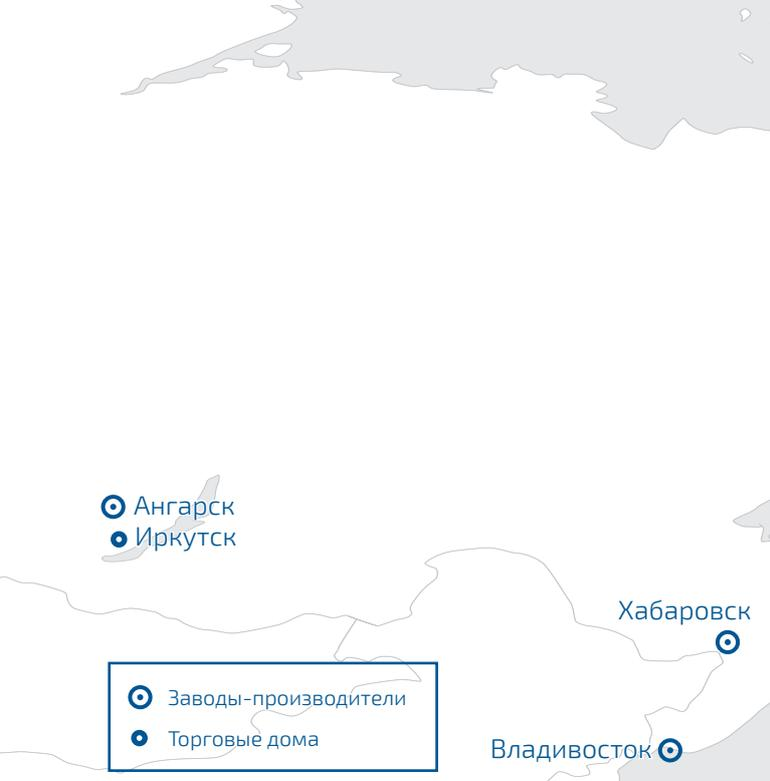 Ангарск
Иркутск
Хабаровск
Заводы-производители
Торговые дома
Владивосток